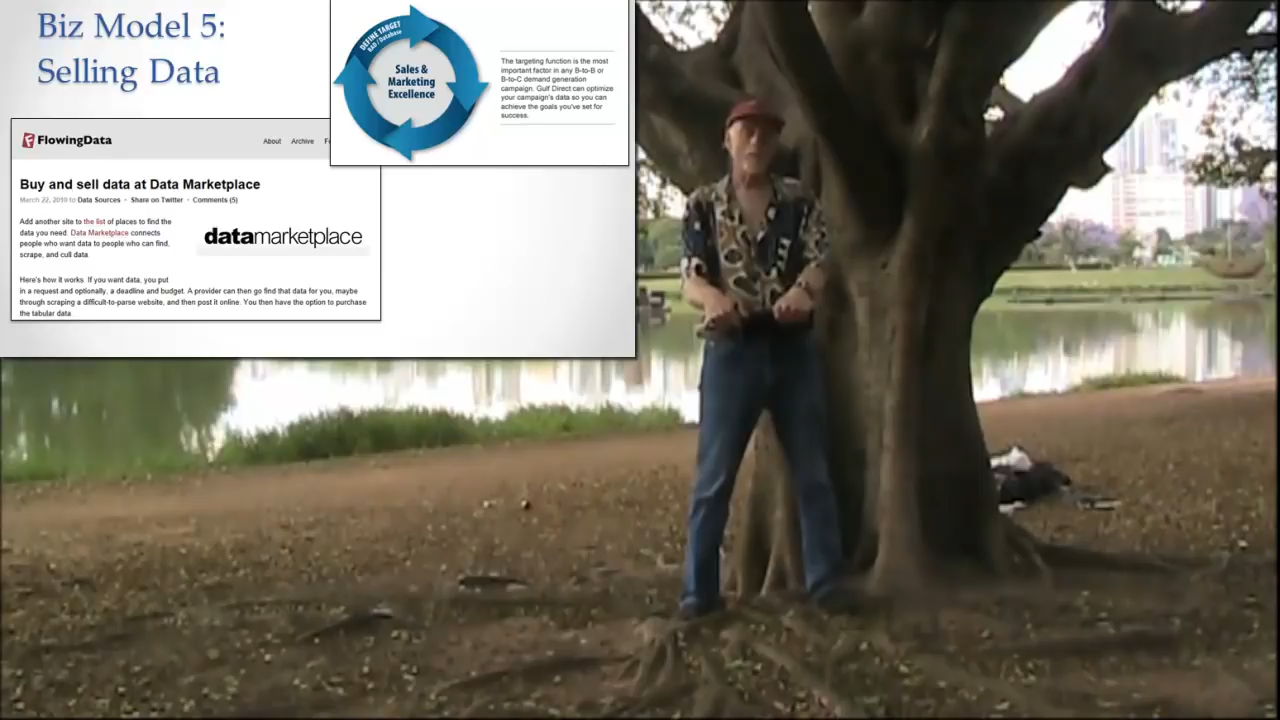 Biz Model 5:
Selling Data
DEFINE TARGET
RAD / Database
Sales &
Marketing
Excellence
The targeting function is the most
important factor in any B-to-B or
B-to-C demand generation
campaign. Gulf Direct can optimize
your campaign's data so you can
achieve the goals you've set for
success.
FlowingData
About Archive
Buy and sell data at Data Marketplace
March 22, 2010 to Data Sources • Share on Twitter • Comments (5)
Add another site to the list of places to find the
data you need. Data Marketplace connects
people who want data to people who can find,
scrape, and cull data.
datamarketplace
Here's how it works. If you want data, you put
in a request and optionally, a deadline and budget. A provider can then go find that data for you, maybe
through scraping a difficult-to-parse website, and then post it online. You then have the option to purchase
the tabular data.